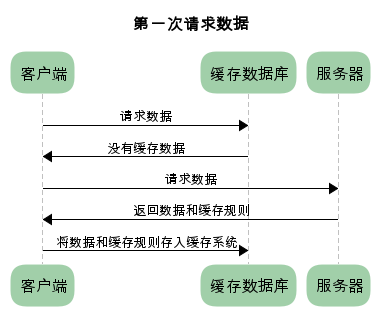 第一次请求数据
客户端 缓存数据库 服务器
请求数据
没有缓存数据
请求数据
返回数据和缓存规则
将数据和缓存规则存入缓存系统
客户端 缓存数据库 服务器